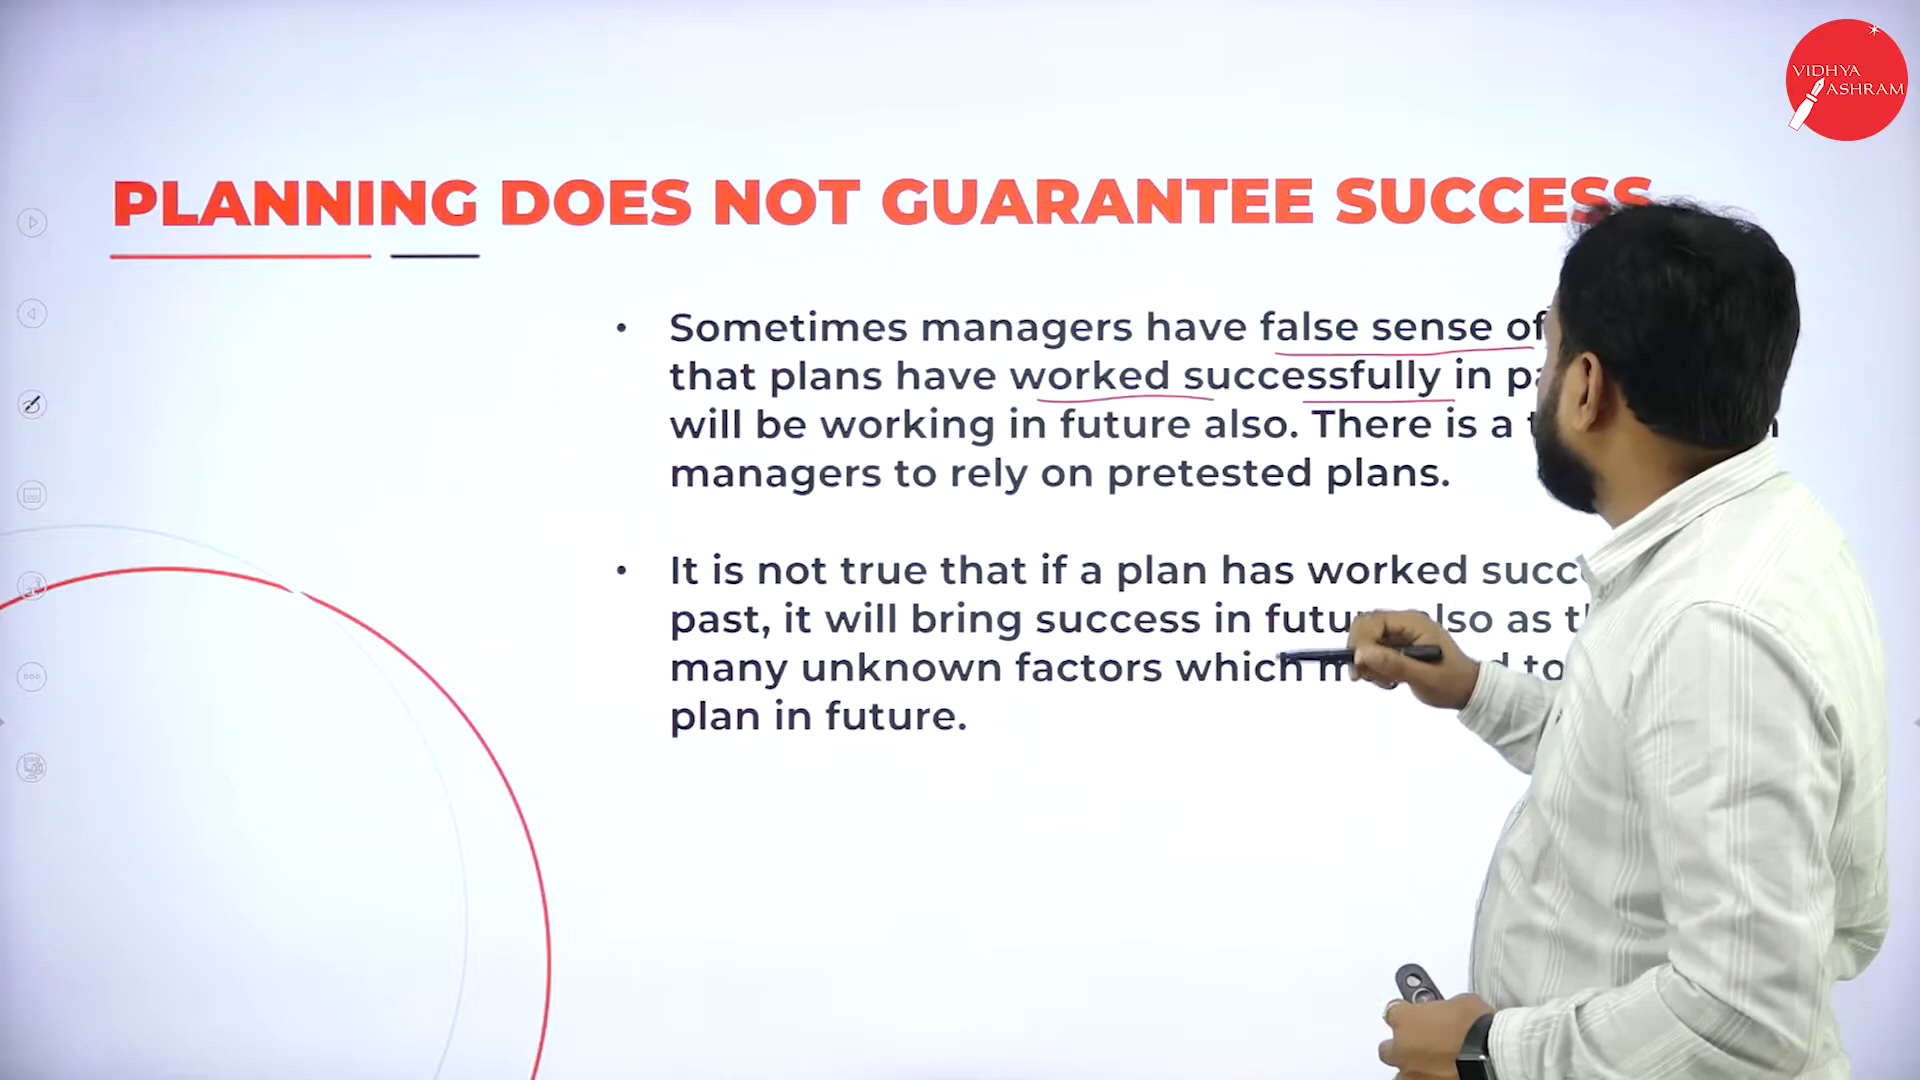 VIDHYA
ASHRAM
PLANNING DOES NOT GUARANTEE SUCCESS
• Sometimes managers have false sense of
that plans have worked successfully in
will be working in future also. There is a
managers to rely on pretested plans.
• It is not true that if a plan has worked
past, it will bring success in future also as
many unknown factors which to
plan in future.